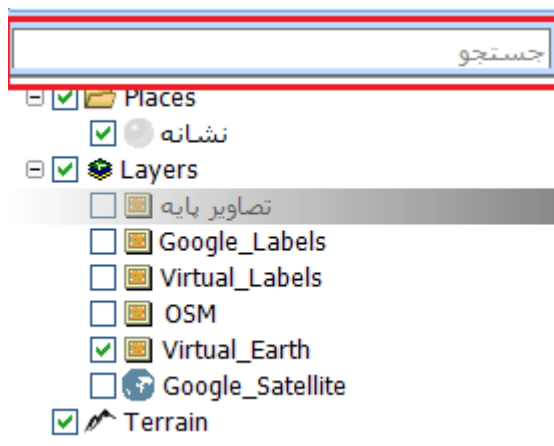 جستجو
Places
نشانه
Layers
تصاویر پایه
Google_Labels
Virtual_Labels
OSM
Virtual_Earth
Google_Satellite
Terrain